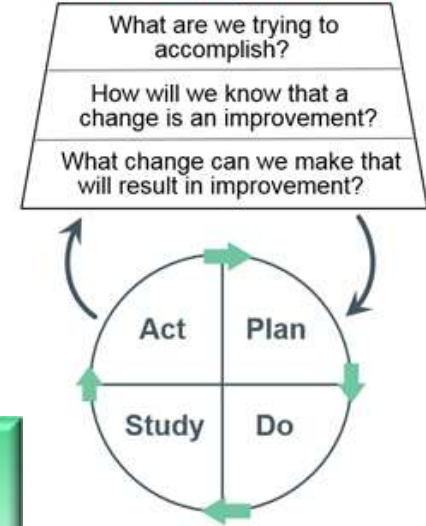 What are we trying to
accomplish?
How will we know that a
change is an improvement?
What change can we make that
will result in improvement?
Act
Plan
Study
Do